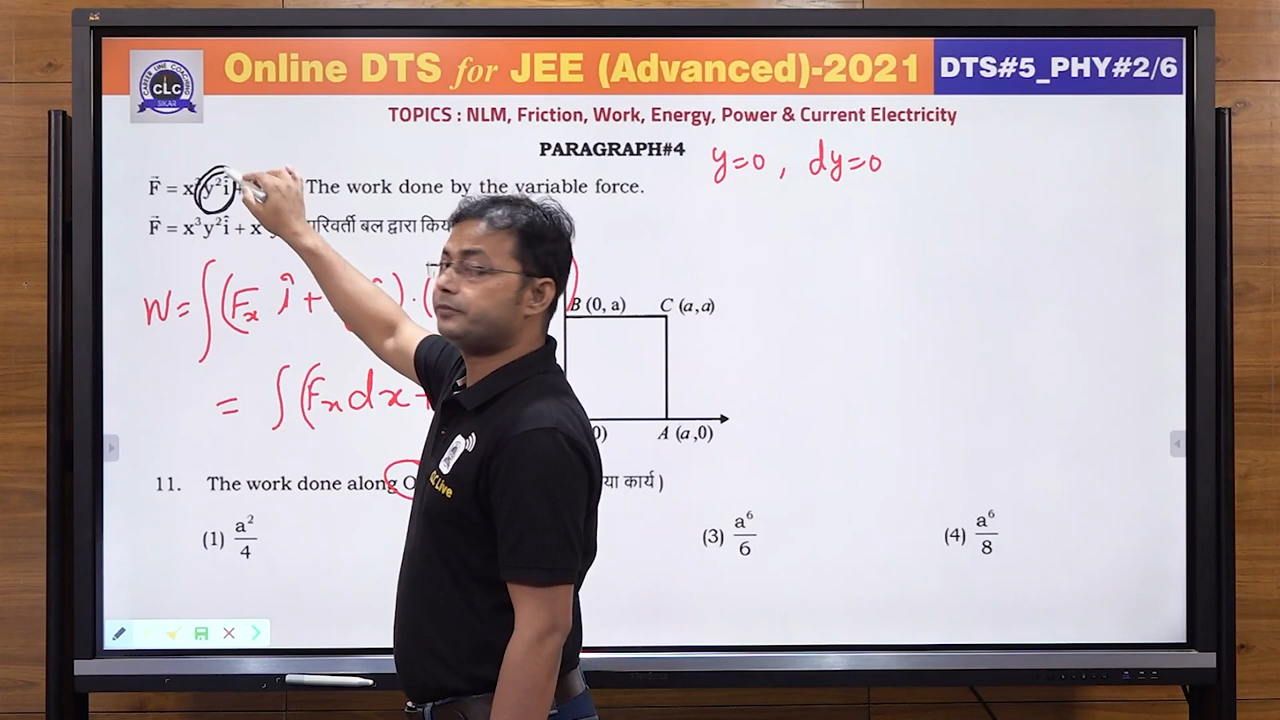 Online DTS for JEE (Advanced)-2021 DTS#5_PHY#2/6
CAREER LINE COACHING
CLC
SIKAR
TOPICS : NLM, Friction, Work, Energy, Power & Current Electricity
PARAGRAPH#4
y=0 , dy=0
F⃗ = x y²î The work done by the variable force.
F⃗ = x³y²î + x बल द्वारा
W = ∫(Fₓ î + ) · ( )
B (0, a) C (a,a)
= ∫(Fₓdx
0) A (a,0)
11. The work done along O कार्य )
(1) a²/4 (3) a⁶/6 (4) a⁶/8
Live